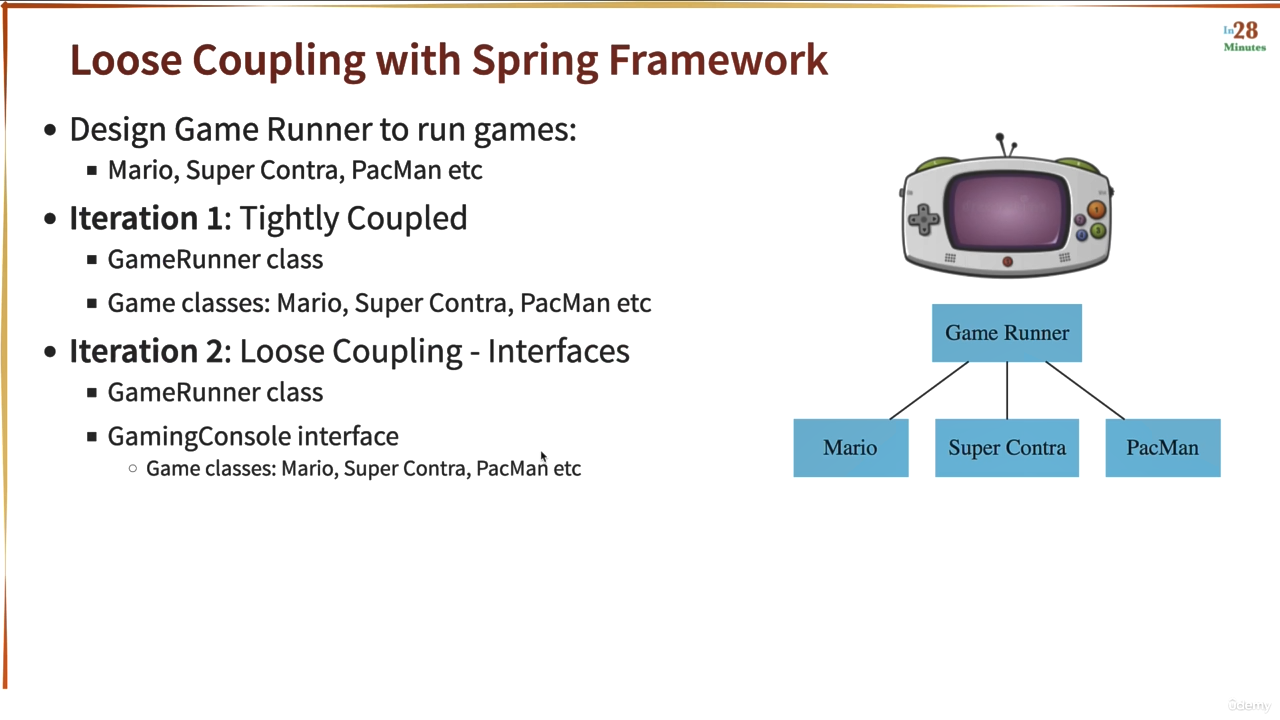 In28
Minutes
Loose Coupling with Spring Framework
• Design Game Runner to run games:
▪ Mario, Super Contra, PacMan etc
• Iteration 1: Tightly Coupled
▪ GameRunner class
▪ Game classes: Mario, Super Contra, PacMan etc
• Iteration 2: Loose Coupling - Interfaces
▪ GameRunner class
▪ GamingConsole interface
○ Game classes: Mario, Super Contra, PacMan etc
Game Runner
Mario
Super Contra
PacMan
ûdemy